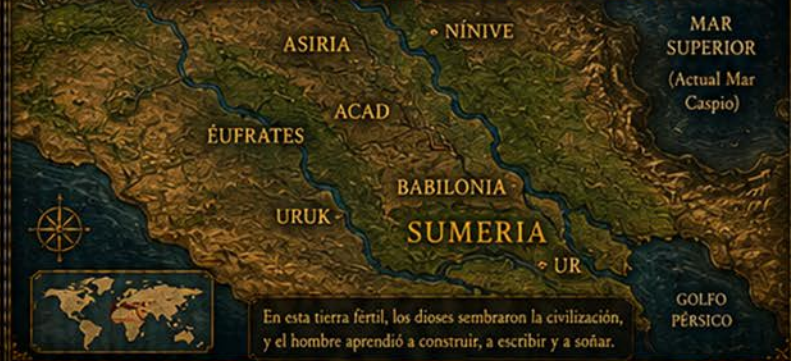 NÍNIVE
MAR
SUPERIOR
(Actual Mar
Caspio)
ASIRIA
ACAD
ÉUFRATES
BABILONIA
URUK
SUMERIA
UR
GOLFO
PÉRSICO
En esta tierra fértil, los dioses sembraron la civilización,
y el hombre aprendió a construir, a escribir y a soñar.